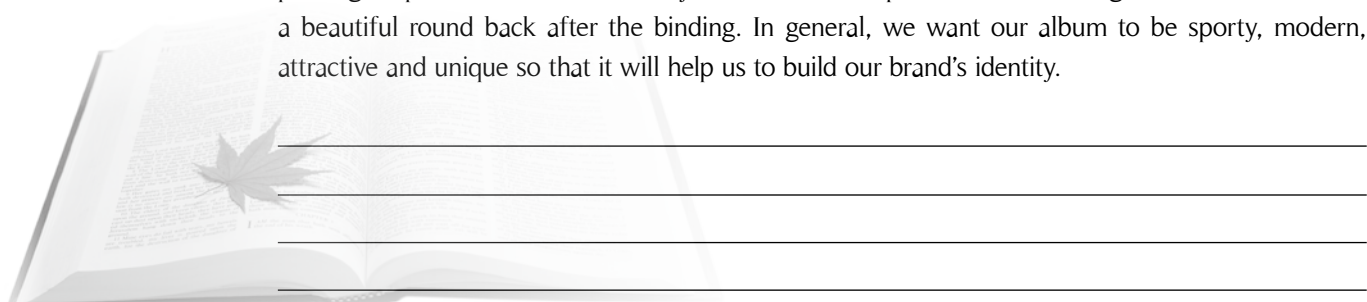 a beautiful round back after the binding. In general, we want our album to be sporty, modern,
attractive and unique so that it will help us to build our brand's identity.